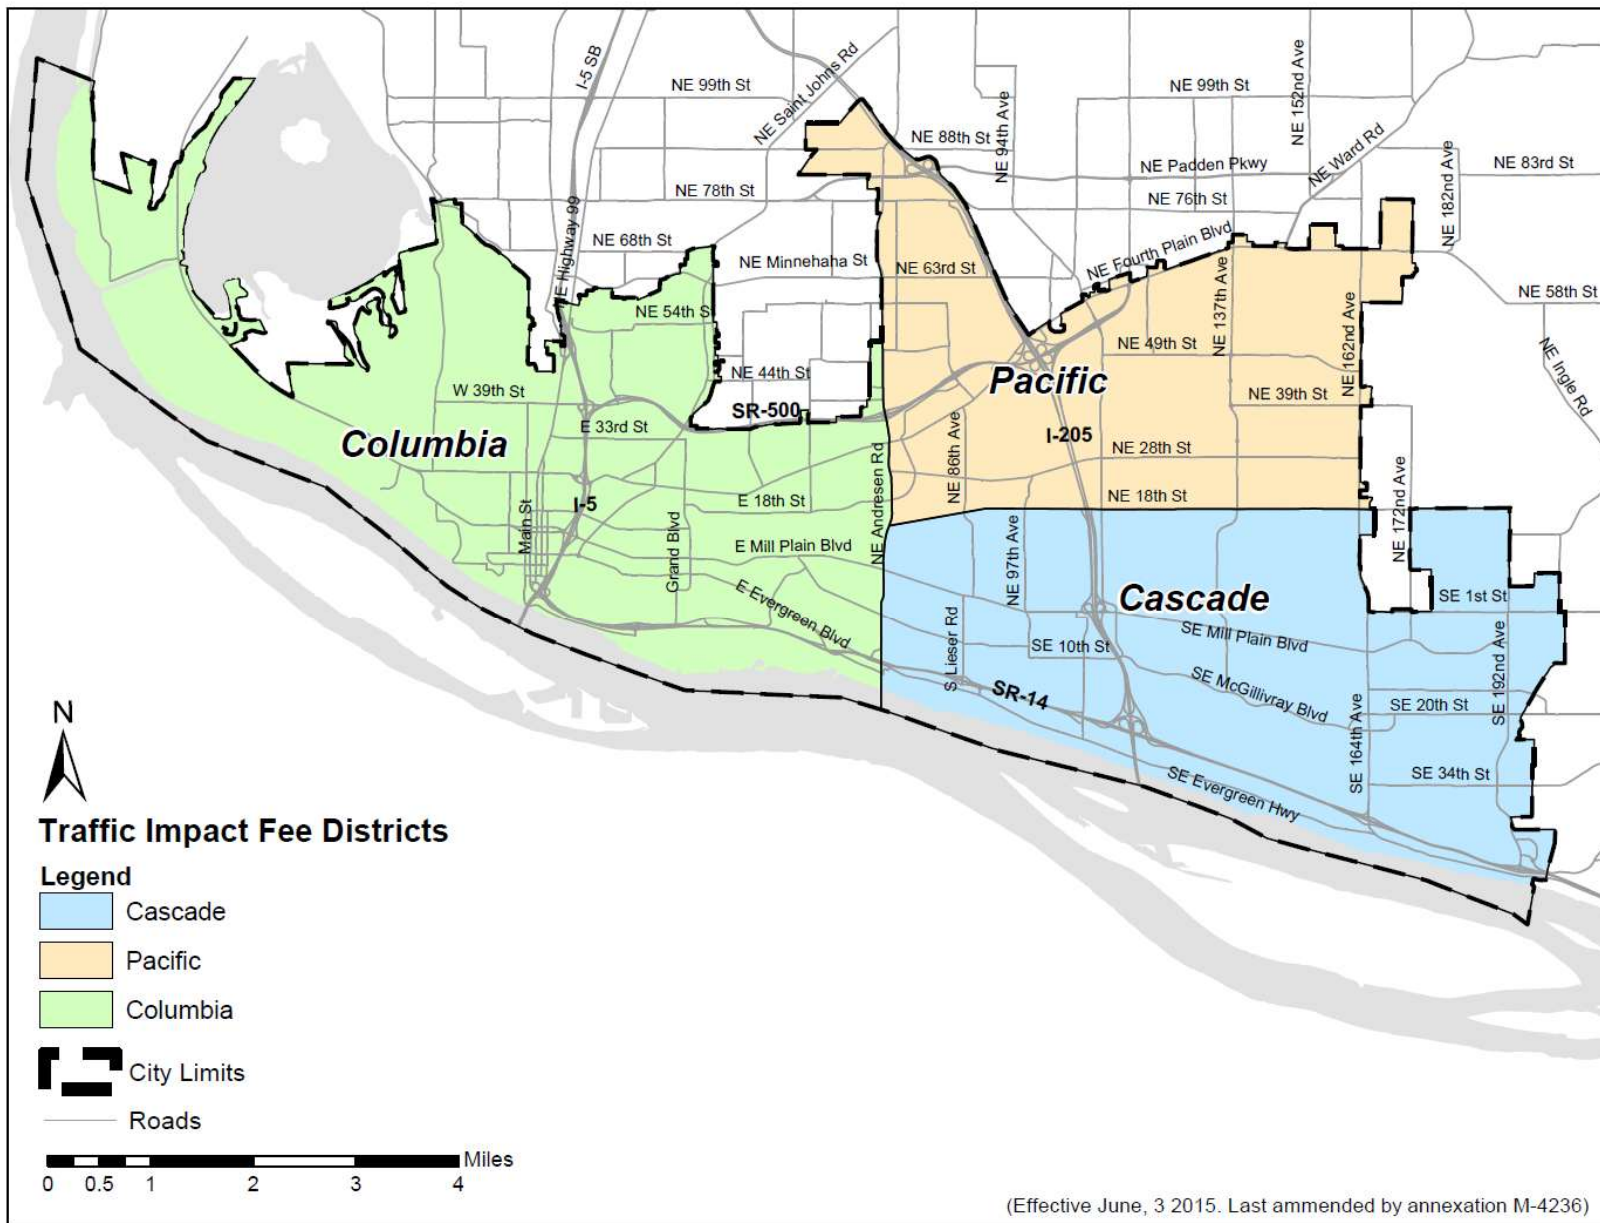 I-5 SB
NE 99th St
NE Saint Johns Rd
NE 94th Ave
NE 99th St
NE 152nd Ave
NE 88th St
NE Padden Pkwy
NE Ward Rd
NE 182nd Ave
NE 83rd St
NE 78th St
NE 76th St
NE Highway 99
NE 68th St
NE Minnehaha St
NE 63rd St
NE Fourth Plain Blvd
NE 137th Ave
NE 58th St
NE 54th S
NE 162nd Ave
NE 49th St
NE Ingle Rd
NE 44th St
W 39th St
Pacific
NE 39th St
SR-500
E 33rd St
Columbia
I-205
NE 86th Ave
NE 28th St
NE Andresen Rd
NE 172nd Ave
E 18th St
NE 18th St
Main St
I-5
Grand Blvd
E Mill Plain Blvd
NE 97th Ave
E Evergreen Blvd
Cascade
SE 1st St
S Lieser Rd
SE 10th St
SE Mill Plain Blvd
SE 192nd Ave
SR-14
SE McGillivray Blvd
SE 20th St
SE 164th Ave
SE 34th St
SE Evergreen Hwy
N
Traffic Impact Fee Districts
Legend
Cascade
Pacific
Columbia
City Limits
Roads
Miles
0 0.5 1 2 3 4
(Effective June, 3 2015. Last ammended by annexation M-4236)